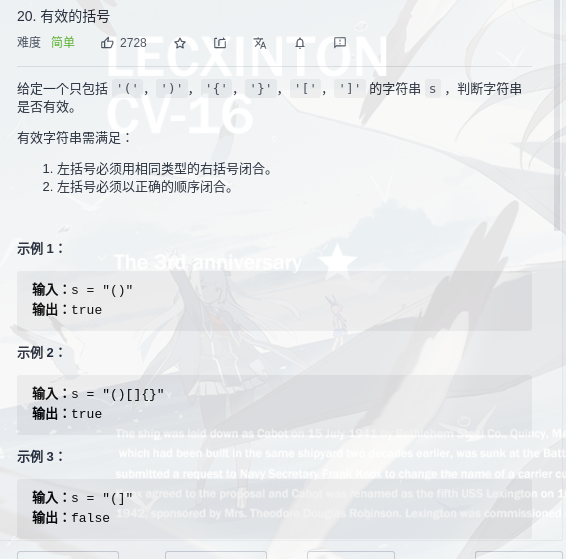 20. 有效的括号
难度 简单 2728
LEXINTON
CV-16
给定一个只包括 '(' ，')' ，'{' ，'}' ，'[' ，']' 的字符串 s ，判断字符串
是否有效。
有效字符串需满足：
1. 左括号必须用相同类型的右括号闭合。
2. 左括号必须以正确的顺序闭合。
示例 1：
The 3rd anniversary
输入：s = "()"
输出：true
示例 2：
输入：s = "()[]{}"
输出：true
The ship was laid down as Cabot on 15 July 1941 by Bethlehem Steel Co., Quincy, Ma
which had been built in the same shipyard two decades earlier, was sunk at the Batt
示例 3：
submitted a request to Navy Secretary Frank Knox to change the name of a carrier cu
agreed to the proposal and Cabot was renamed as the fifth USS Lexington on 1
输入：s = "(]"
输出：false
1942, sponsored by Mrs. Theodore Douglas Robinson. Lexington was commissioned